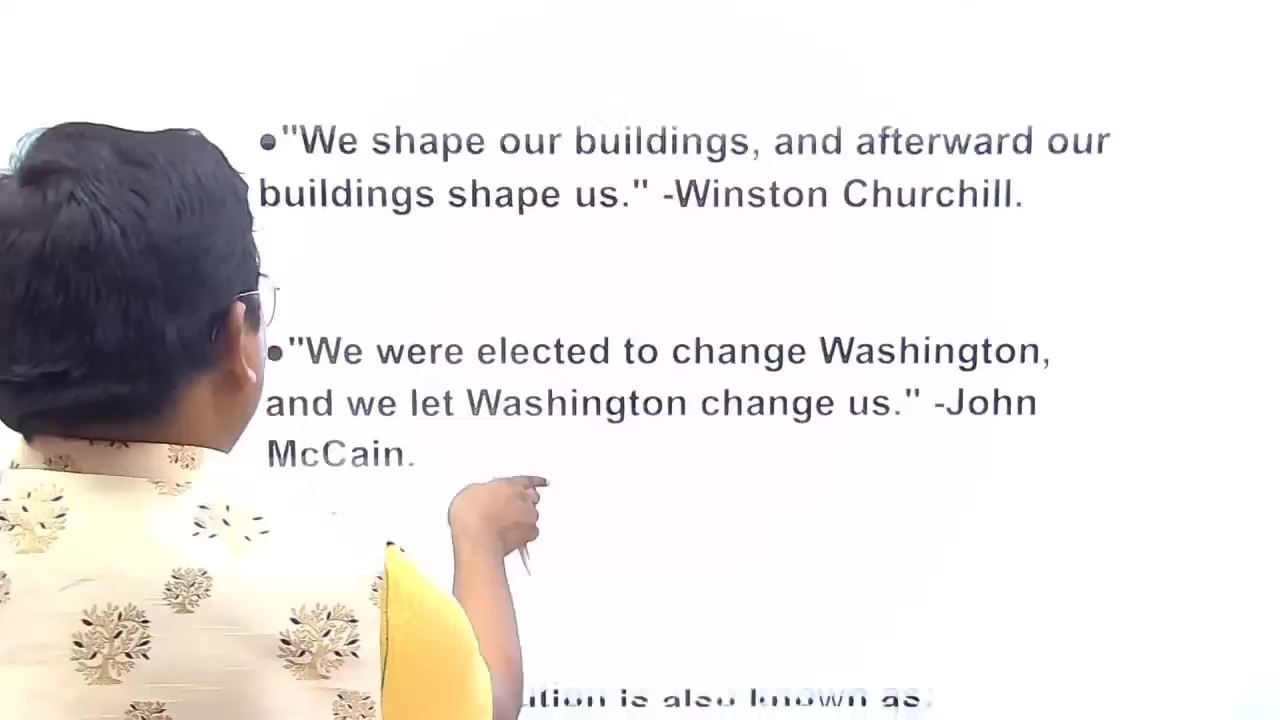 •"We shape our buildings, and afterward our
buildings shape us." -Winston Churchill.
•"We were elected to change Washington,
and we let Washington change us." -John
McCain.
is also known as: